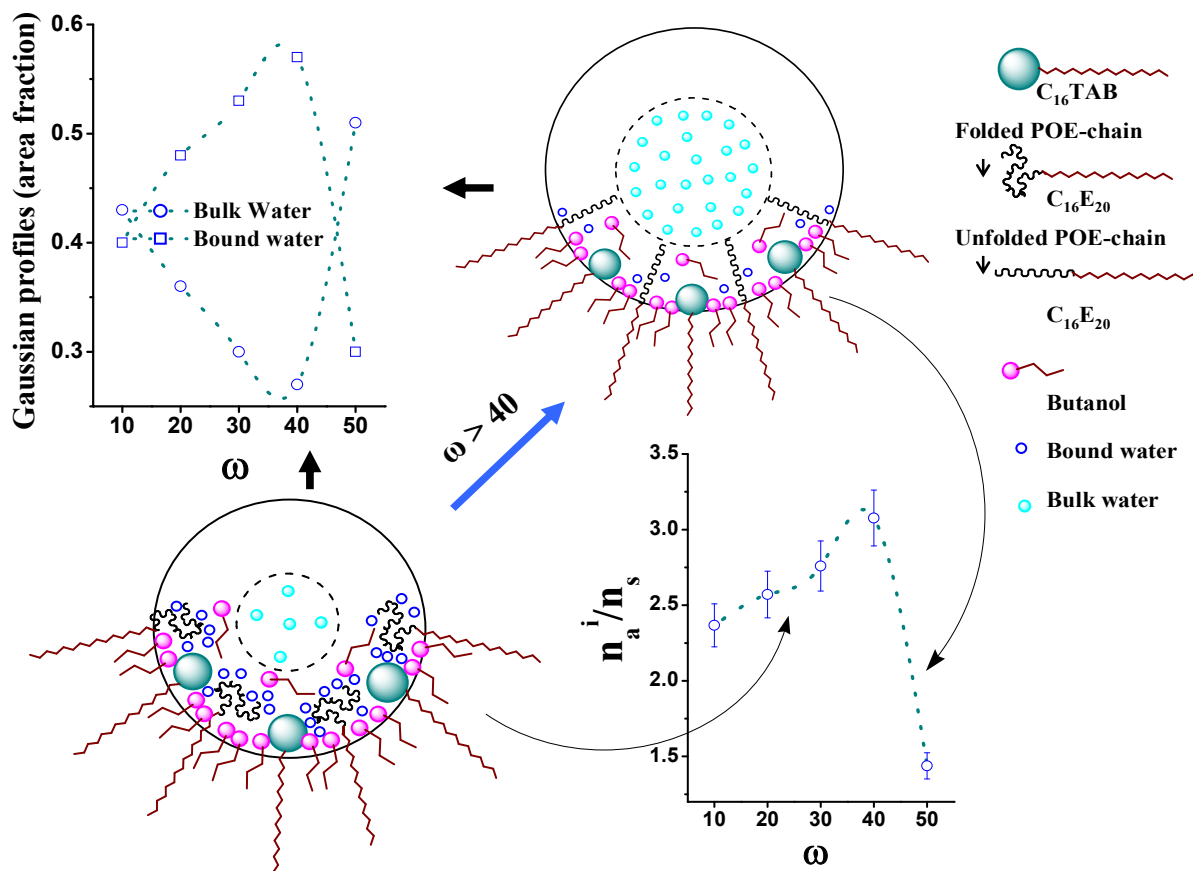 Gaussian profiles (area fraction)
0.6
0.5
0.4
0.3
Bulk Water
Bound water
10 20 30 40 50
ω
C₁₆TAB
Folded POE-chain
C₁₆E₂₀
Unfolded POE-chain
C₁₆E₂₀
Butanol
Bound water
Bulk water
ω > 40
nₐⁱ/nₛ
3.5
3.0
2.5
2.0
1.5
10 20 30 40 50
ω